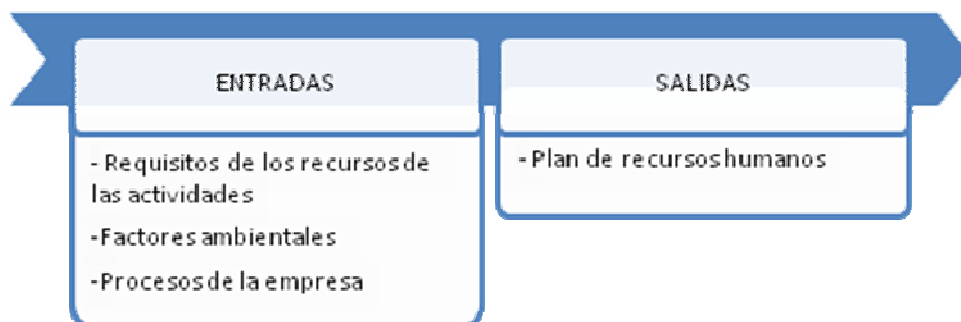 ENTRADAS
- Requisitos de los recursos de
las actividades
-Factores ambientales
-Procesos de la empresa
SALIDAS
- Plan de recursos humanos